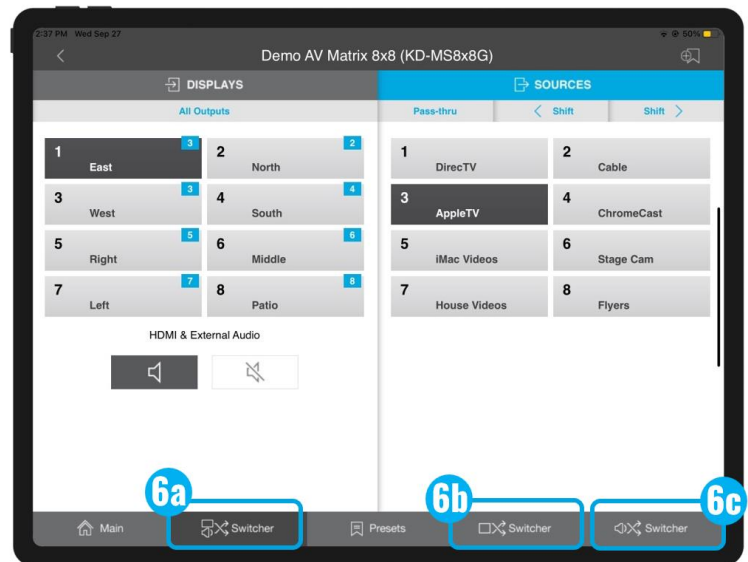 2:37 PM Wed Sep 27
50%
Demo AV Matrix 8x8 (KD-MS8x8G)
DISPLAYS
SOURCES
All Outputs
Pass-thru
Shift
Shift
1 East 3
2 North 2
3 West 3
4 South 4
5 Right 5
6 Middle 6
7 Left 7
8 Patio 8
HDMI & External Audio
1 DirecTV
2 Cable
3 AppleTV
4 ChromeCast
5 iMac Videos
6 Stage Cam
7 House Videos
8 Flyers
6a
6b
6c
Main
Switcher
Presets
Switcher
Switcher